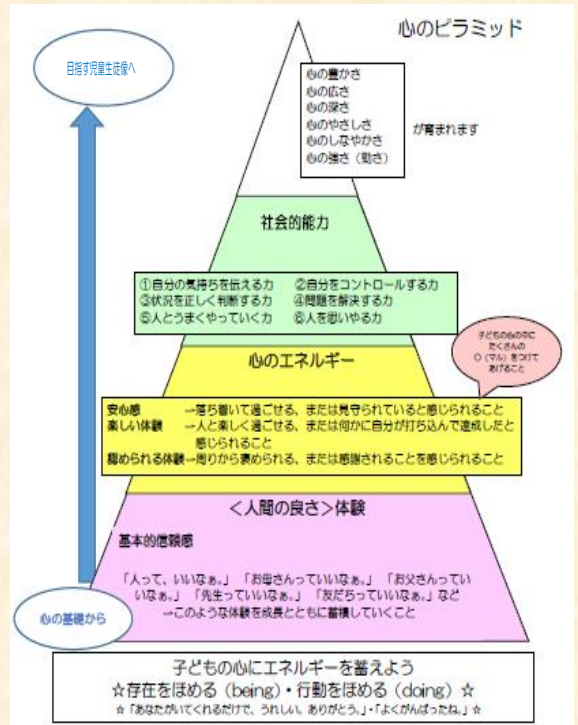 心のピラミッド
目指す児童生徒像へ
心の豊かさ
心の広さ
心の深さ
心のやさしさ
心のしなやかさ
心の強さ（勁さ）
が育まれます
社会的能力
①自分の気持ちを伝える力　②自分をコントロールする力
③状況を正しく判断する力　④問題を解決する力
⑤人とうまくやっていく力　⑥人を思いやる力
子どもの心の中に
たくさんの
○（マル）をつけて
あげること
心のエネルギー
安心感　→落ち着いて過ごせる、または見守られていると感じられること
楽しい体験　→人と楽しく過ごせる、または何かに自分が打ち込んで達成したと
感じられること
認められる体験→周りから褒められる、または感謝されることを感じられること
＜人間の良さ＞体験
基本的信頼感
「人って、いいなぁ。」「お母さんっていいなぁ。」「お父さんってい
いなぁ。」「先生っていいなぁ。」「友だちっていいなぁ。」など
→このような体験を成長とともに蓄積していくこと
心の基礎から
子どもの心にエネルギーを蓄えよう
☆存在をほめる（being）・行動をほめる（doing）☆
☆「あなたがいてくれるだけで、うれしい。ありがとう。」・「よくがんばったね。」☆